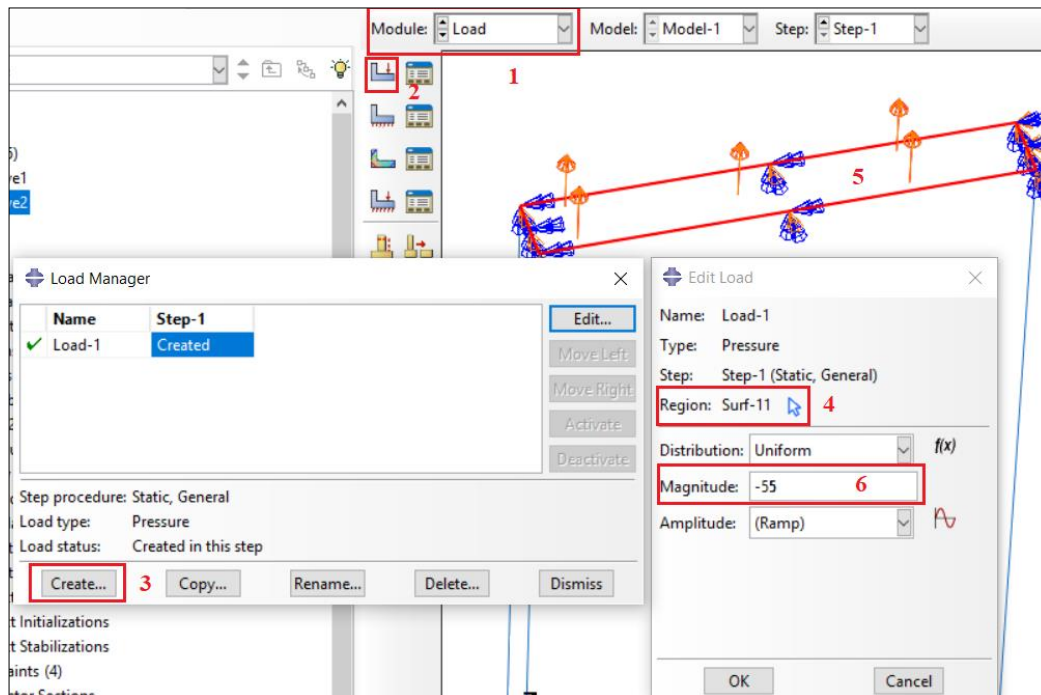 Module: Load Model: Model-1 Step: Step-1
1
2
5
Load Manager
Name Step-1
Load-1 Created
Edit...
Move Left
Move Right
Activate
Deactivate
Step procedure: Static, General
Load type: Pressure
Load status: Created in this step
Create... 3 Copy... Rename... Delete... Dismiss
Edit Load
Name: Load-1
Type: Pressure
Step: Step-1 (Static, General)
Region: Surf-11 4
Distribution: Uniform f(x)
Magnitude: -55 6
Amplitude: (Ramp)
OK Cancel
t Initializations
t Stabilizations
aints (4)